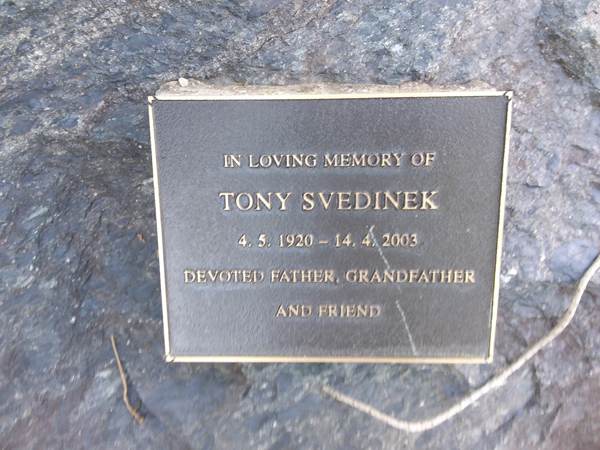 IN LOVING MEMORY OF
TONY SVEDINEK
4. 5. 1920 – 14. 4. 2003
DEVOTED FATHER, GRANDFATHER
AND FRIEND